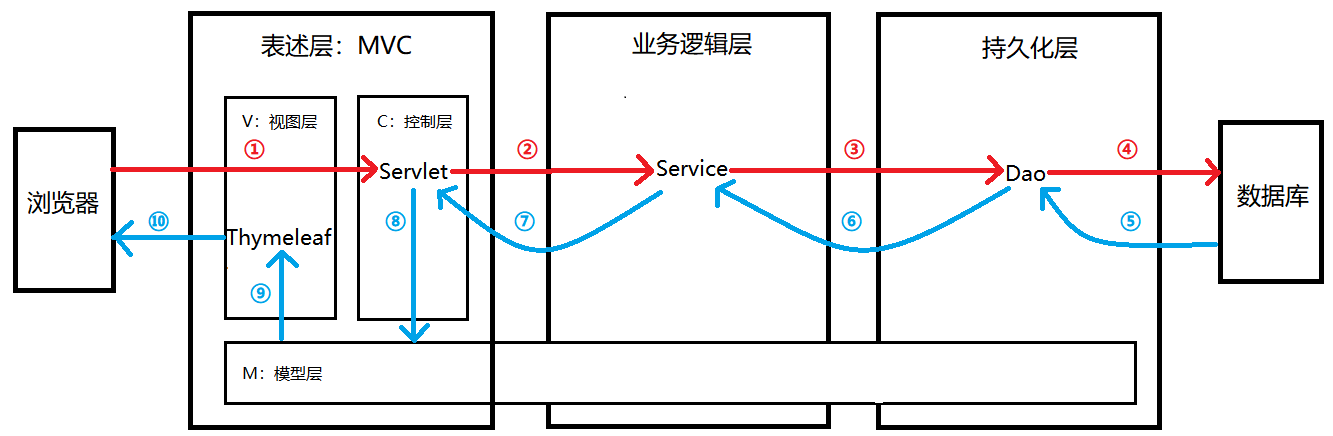 表述层：MVC
业务逻辑层
持久化层
V：视图层
C：控制层
①
②
③
④
Servlet
Service
Dao
浏览器
数据库
⑩
⑧
⑦
⑥
⑤
Thymeleaf
⑨
M：模型层